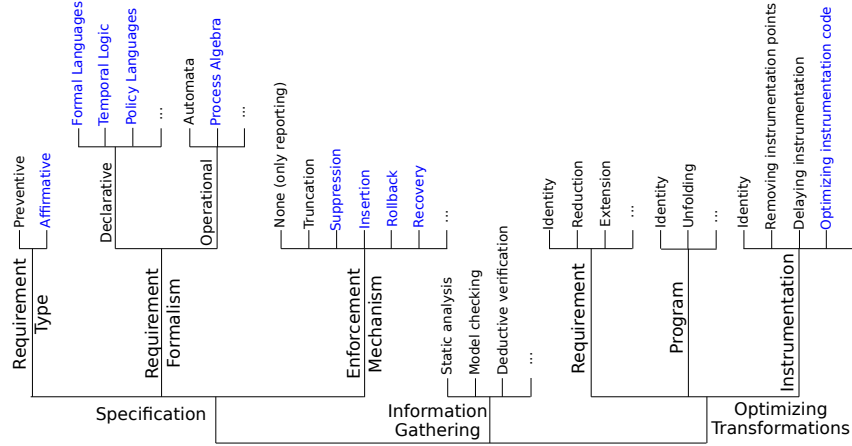 Formal Languages
Temporal Logic
Policy Languages
...
Automata
Process Algebra
...
Preventive
Affirmative
Declarative
Operational
None (only reporting)
Truncation
Suppression
Insertion
Rollback
Recovery
...
Identity
Reduction
Extension
...
Identity
Unfolding
...
Identity
Removing instrumentation points
Delaying instrumentation
Optimizing instrumentation code
Requirement
Type
Requirement
Formalism
Enforcement
Mechanism
Static analysis
Model checking
Deductive verification
...
Requirement
Program
Instrumentation
Specification
Information
Gathering
Optimizing
Transformations